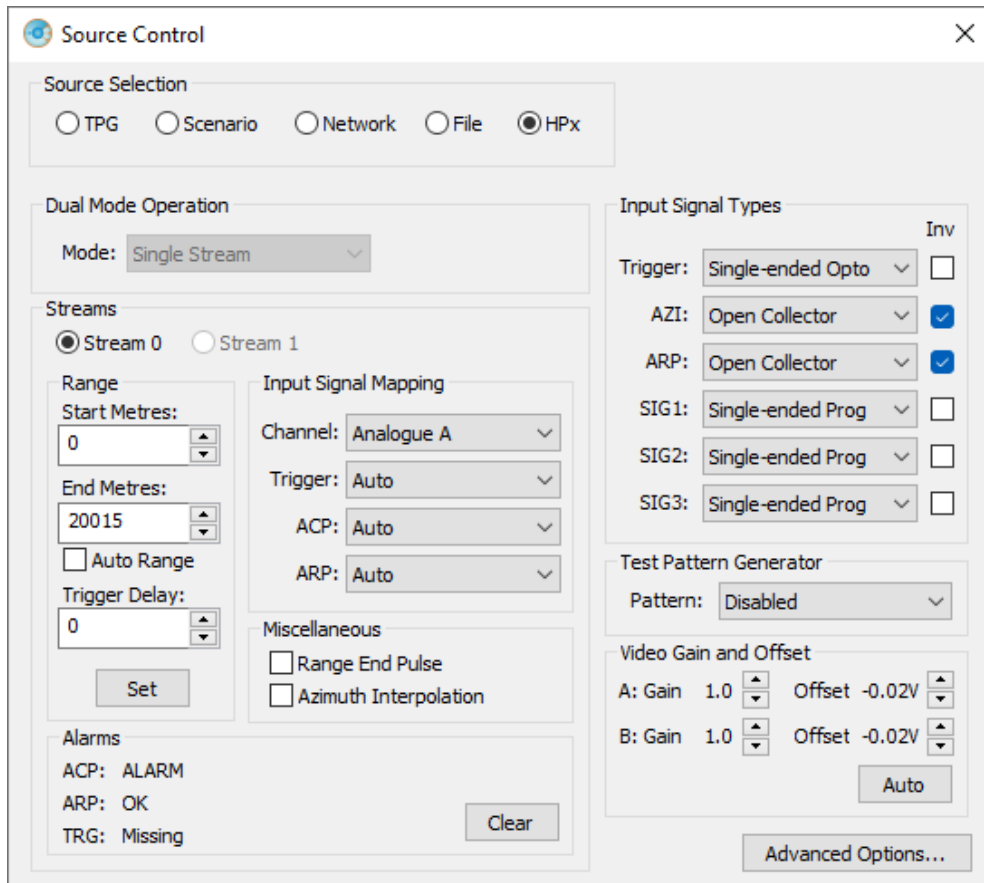 Source Control
Source Selection
TPG Scenario Network File HPx
Dual Mode Operation
Mode: Single Stream
Streams
Stream 0 Stream 1
Range
Start Metres:
0
End Metres:
20015
Auto Range
Trigger Delay:
0
Set
Input Signal Mapping
Channel: Analogue A
Trigger: Auto
ACP: Auto
ARP: Auto
Miscellaneous
Range End Pulse
Azimuth Interpolation
Alarms
ACP: ALARM
ARP: OK
TRG: Missing
Clear
Input Signal Types
Inv
Trigger: Single-ended Opto
AZI: Open Collector
ARP: Open Collector
SIG1: Single-ended Prog
SIG2: Single-ended Prog
SIG3: Single-ended Prog
Test Pattern Generator
Pattern: Disabled
Video Gain and Offset
A: Gain 1.0 Offset -0.02V
B: Gain 1.0 Offset -0.02V
Auto
Advanced Options...